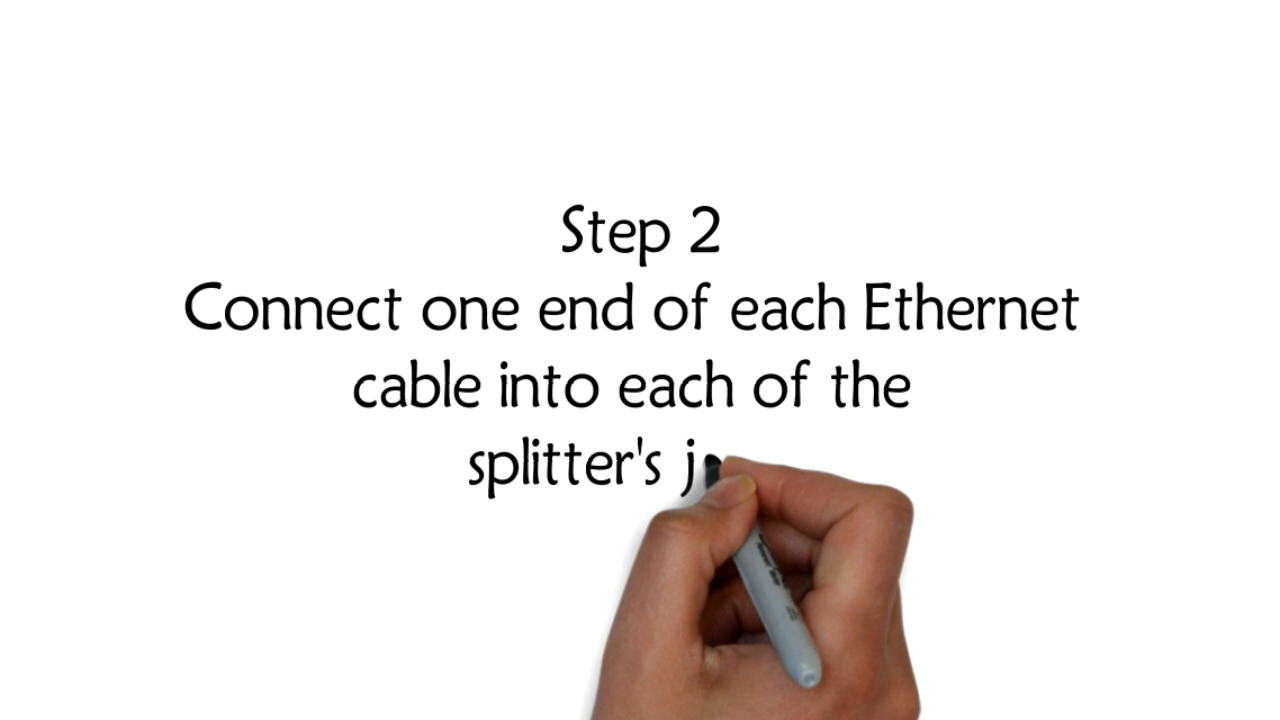 Step 2
Connect one end of each Ethernet
cable into each of the
splitter's